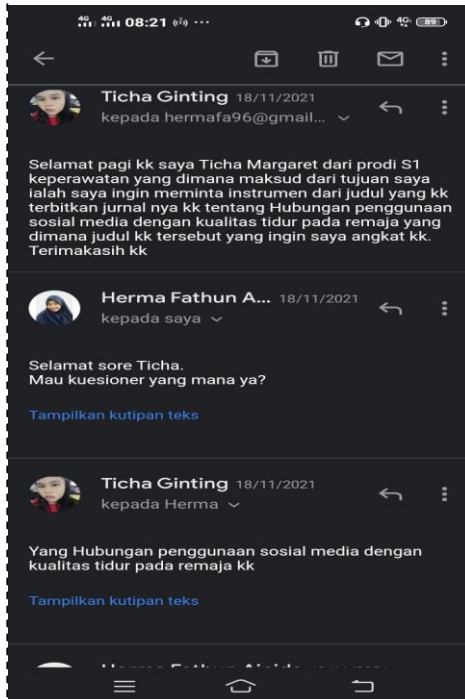 4G 4G 08:21 ··· 4G 89
Ticha Ginting 18/11/2021
kepada hermafa96@gmail...
Selamat pagi kk saya Ticha Margaret dari prodi S1
keperawatan yang dimana maksud dari tujuan saya
ialah saya ingin meminta instrumen dari judul yang kk
terbitkan jurnal nya kk tentang Hubungan penggunaan
sosial media dengan kualitas tidur pada remaja yang
dimana judul kk tersebut yang ingin saya angkat kk.
Terimakasih kk
Herma Fathun A... 18/11/2021
kepada saya
Selamat sore Ticha.
Mau kuesioner yang mana ya?
Tampilkan kutipan teks
Ticha Ginting 18/11/2021
kepada Herma
Yang Hubungan penggunaan sosial media dengan
kualitas tidur pada remaja kk
Tampilkan kutipan teks